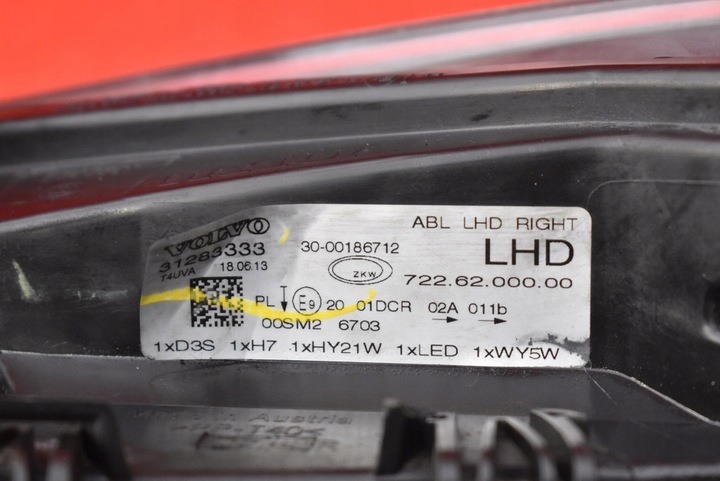 VOLVO
31283333
T4UVA 18.06.13
30-00186712
ZKW
ABL LHD RIGHT
LHD
722.62.000.00
PL E9 20 01DCR 02A 011b
00SM2 6703
1xD3S 1xH7 1xHY21W 1xLED 1xWY5W
Austria